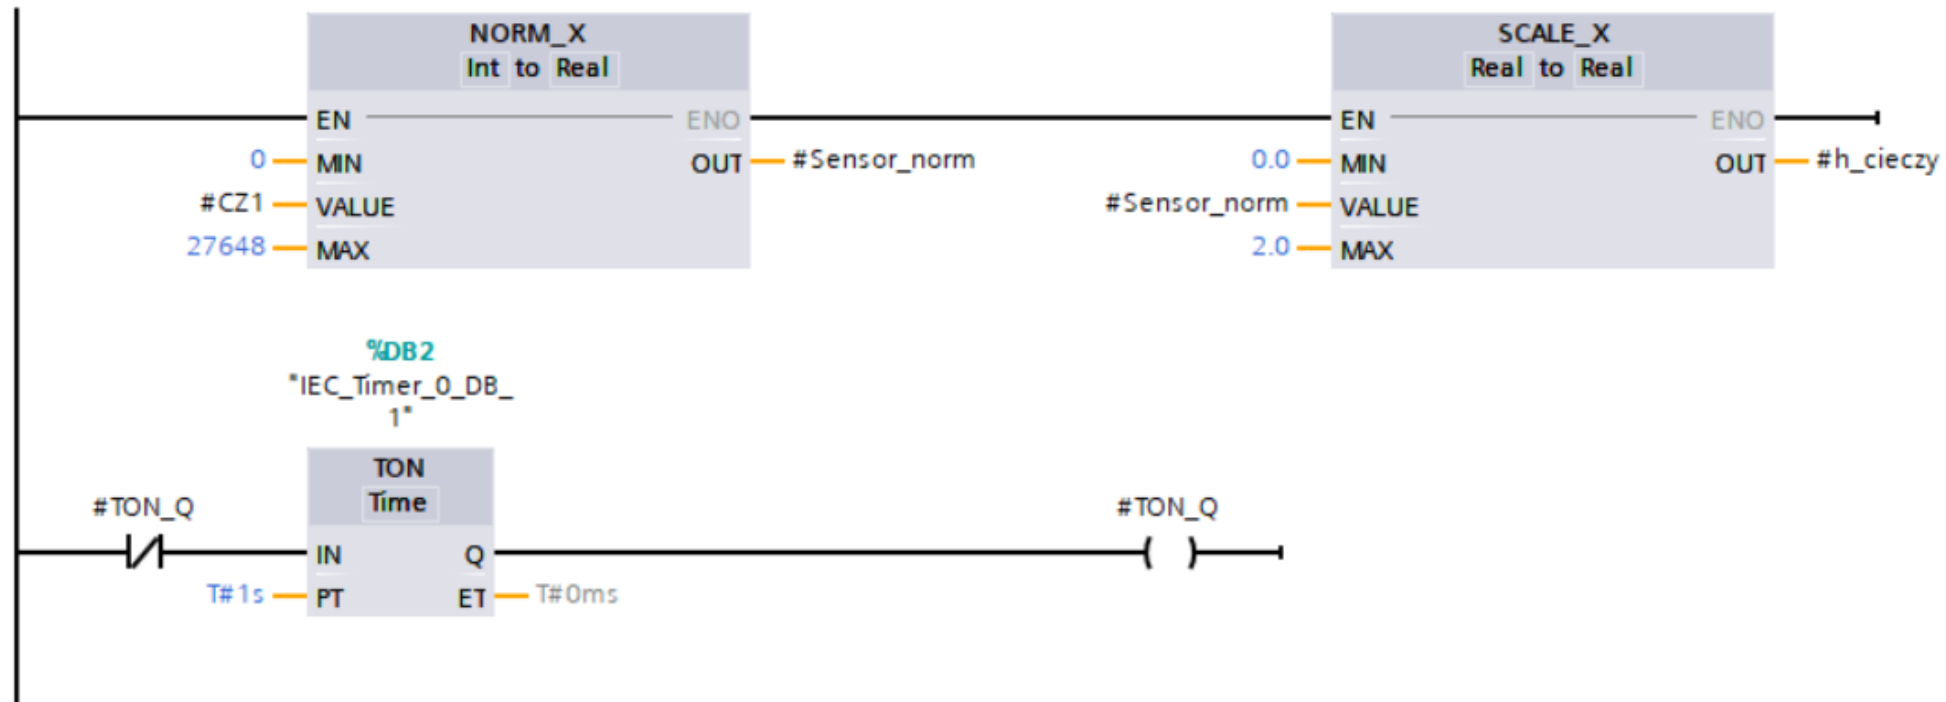 NORM_X
Int to Real
EN
ENO
0
MIN
OUT
#Sensor_norm
#CZ1
VALUE
27648
MAX
SCALE_X
Real to Real
EN
ENO
0.0
MIN
OUT
#h_cieczy
#Sensor_norm
VALUE
2.0
MAX
%DB2
"IEC_Timer_0_DB_
1"
TON
Time
#TON_Q
IN
Q
T#1s
PT
ET
T#0ms
#TON_Q
( )